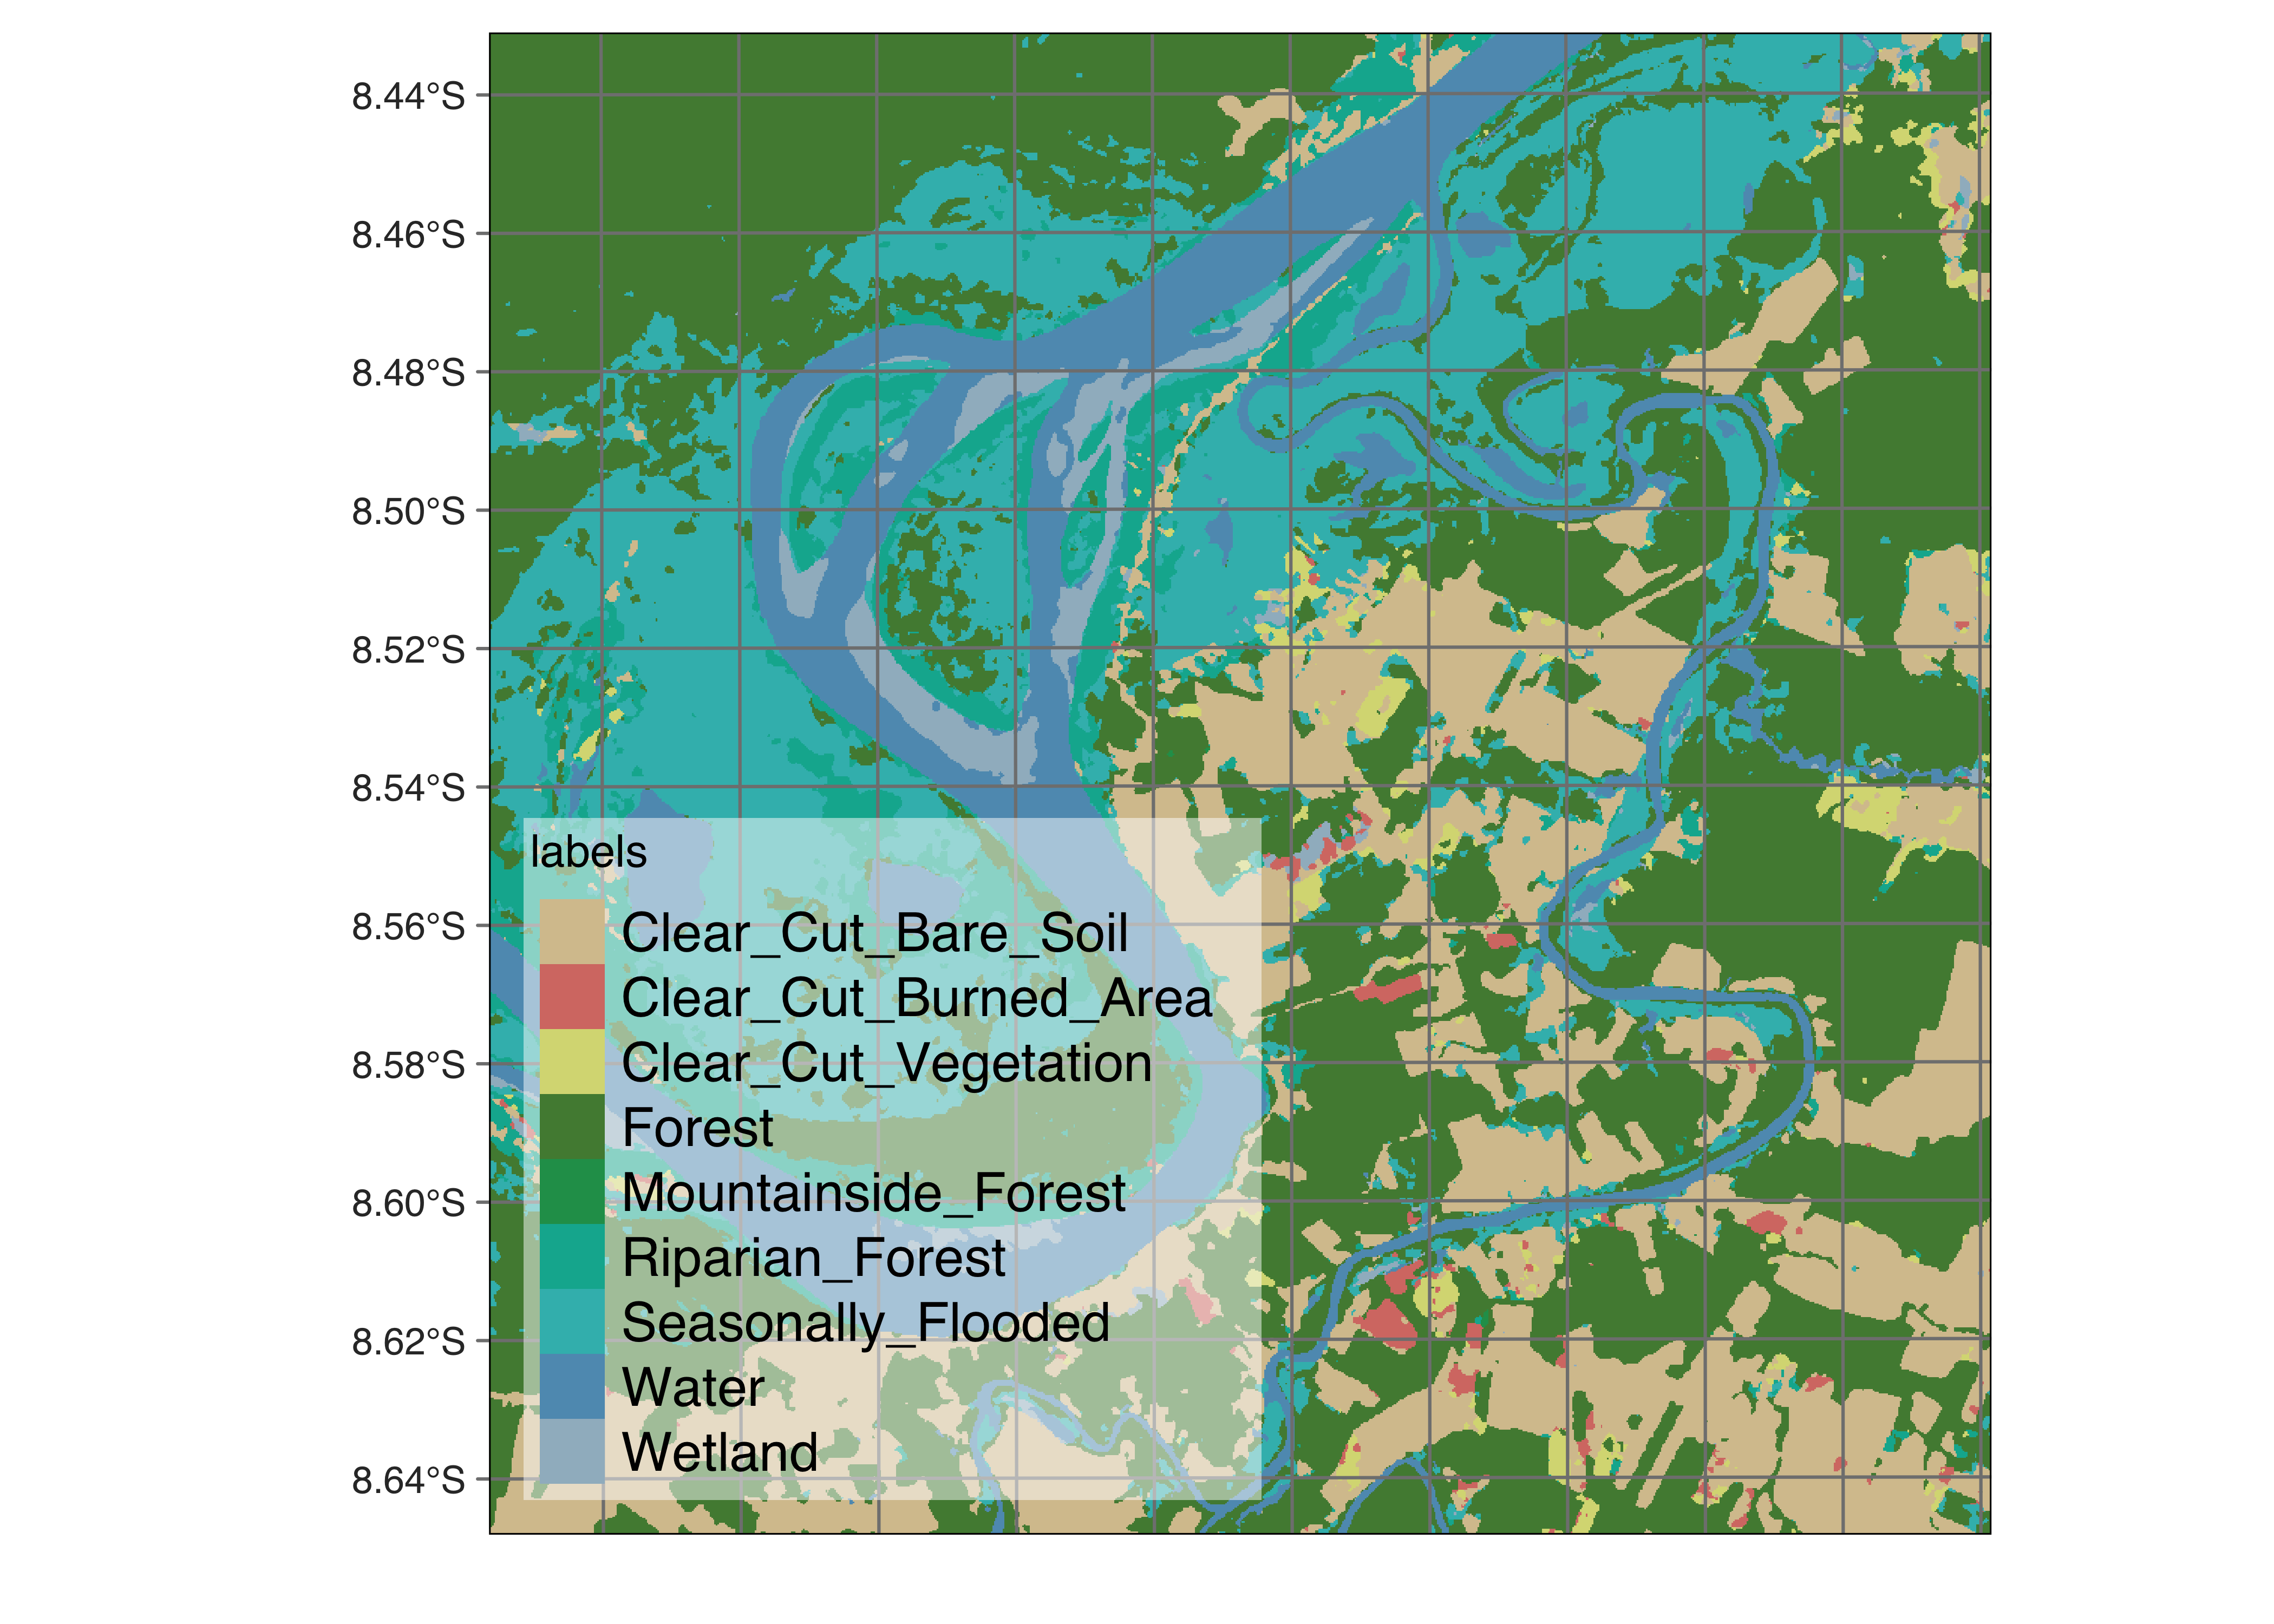 8.44°S
8.46°S
8.48°S
8.50°S
8.52°S
8.54°S
8.56°S
8.58°S
8.60°S
8.62°S
8.64°S
labels
Clear_Cut_Bare_Soil
Clear_Cut_Burned_Area
Clear_Cut_Vegetation
Forest
Mountainside_Forest
Riparian_Forest
Seasonally_Flooded
Water
Wetland